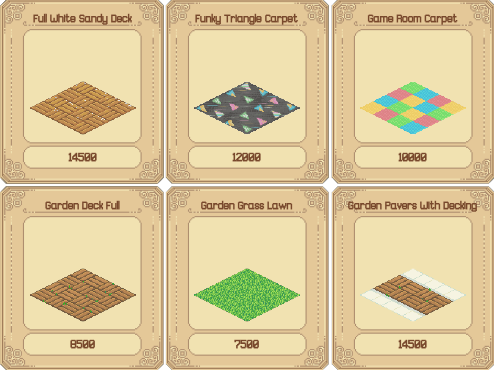 Full White Sandy Deck
Funky Triangle Carpet
Game Room Carpet
14500
12000
10000
Garden Deck Full
Garden Grass Lawn
Garden Pavers With Decking
8500
7500
14500